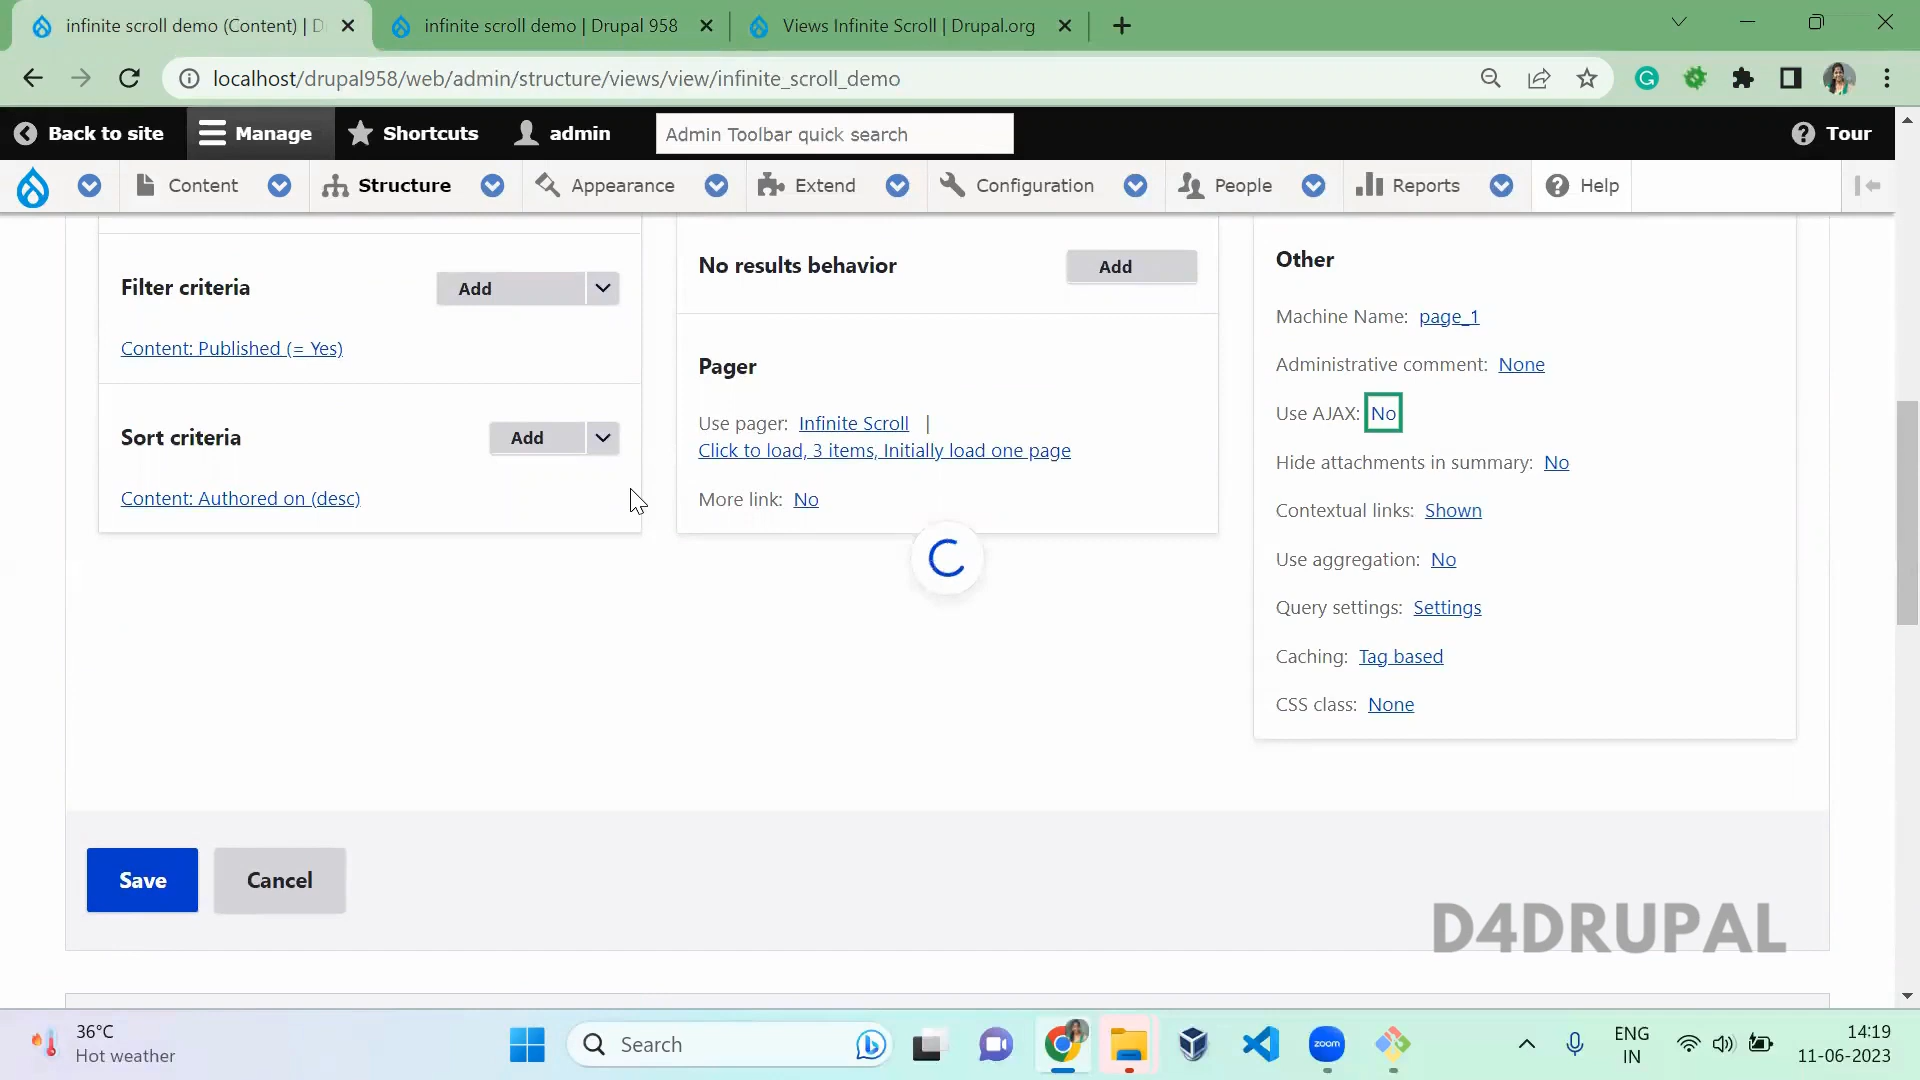 infinite scroll demo (Content) | D
infinite scroll demo | Drupal 958
Views Infinite Scroll | Drupal.org
localhost/drupal958/web/admin/structure/views/view/infinite_scroll_demo
Back to site
Manage
Shortcuts
admin
Admin Toolbar quick search
Tour
Content
Structure
Appearance
Extend
Configuration
People
Reports
Help
Filter criteria
Add
Content: Published (= Yes)
Sort criteria
Add
Content: Authored on (desc)
No results behavior
Add
Pager
Use pager: Infinite Scroll |
Click to load, 3 items, Initially load one page
More link: No
Other
Machine Name: page_1
Administrative comment: None
Use AJAX: No
Hide attachments in summary: No
Contextual links: Shown
Use aggregation: No
Query settings: Settings
Caching: Tag based
CSS class: None
Save
Cancel
D4DRUPAL
36°C
Hot weather
Search
zoom
ENG
IN
14:19
11-06-2023